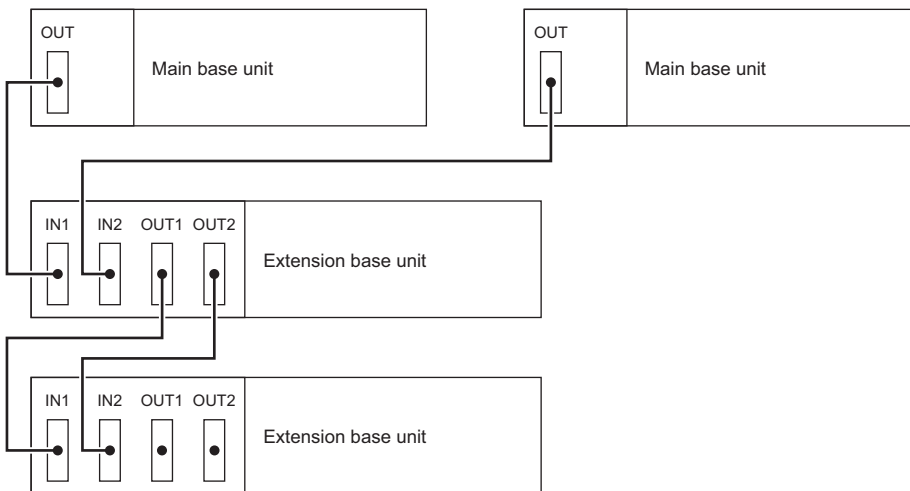 OUT
Main base unit
OUT
Main base unit
IN1 IN2 OUT1 OUT2
Extension base unit
IN1 IN2 OUT1 OUT2
Extension base unit